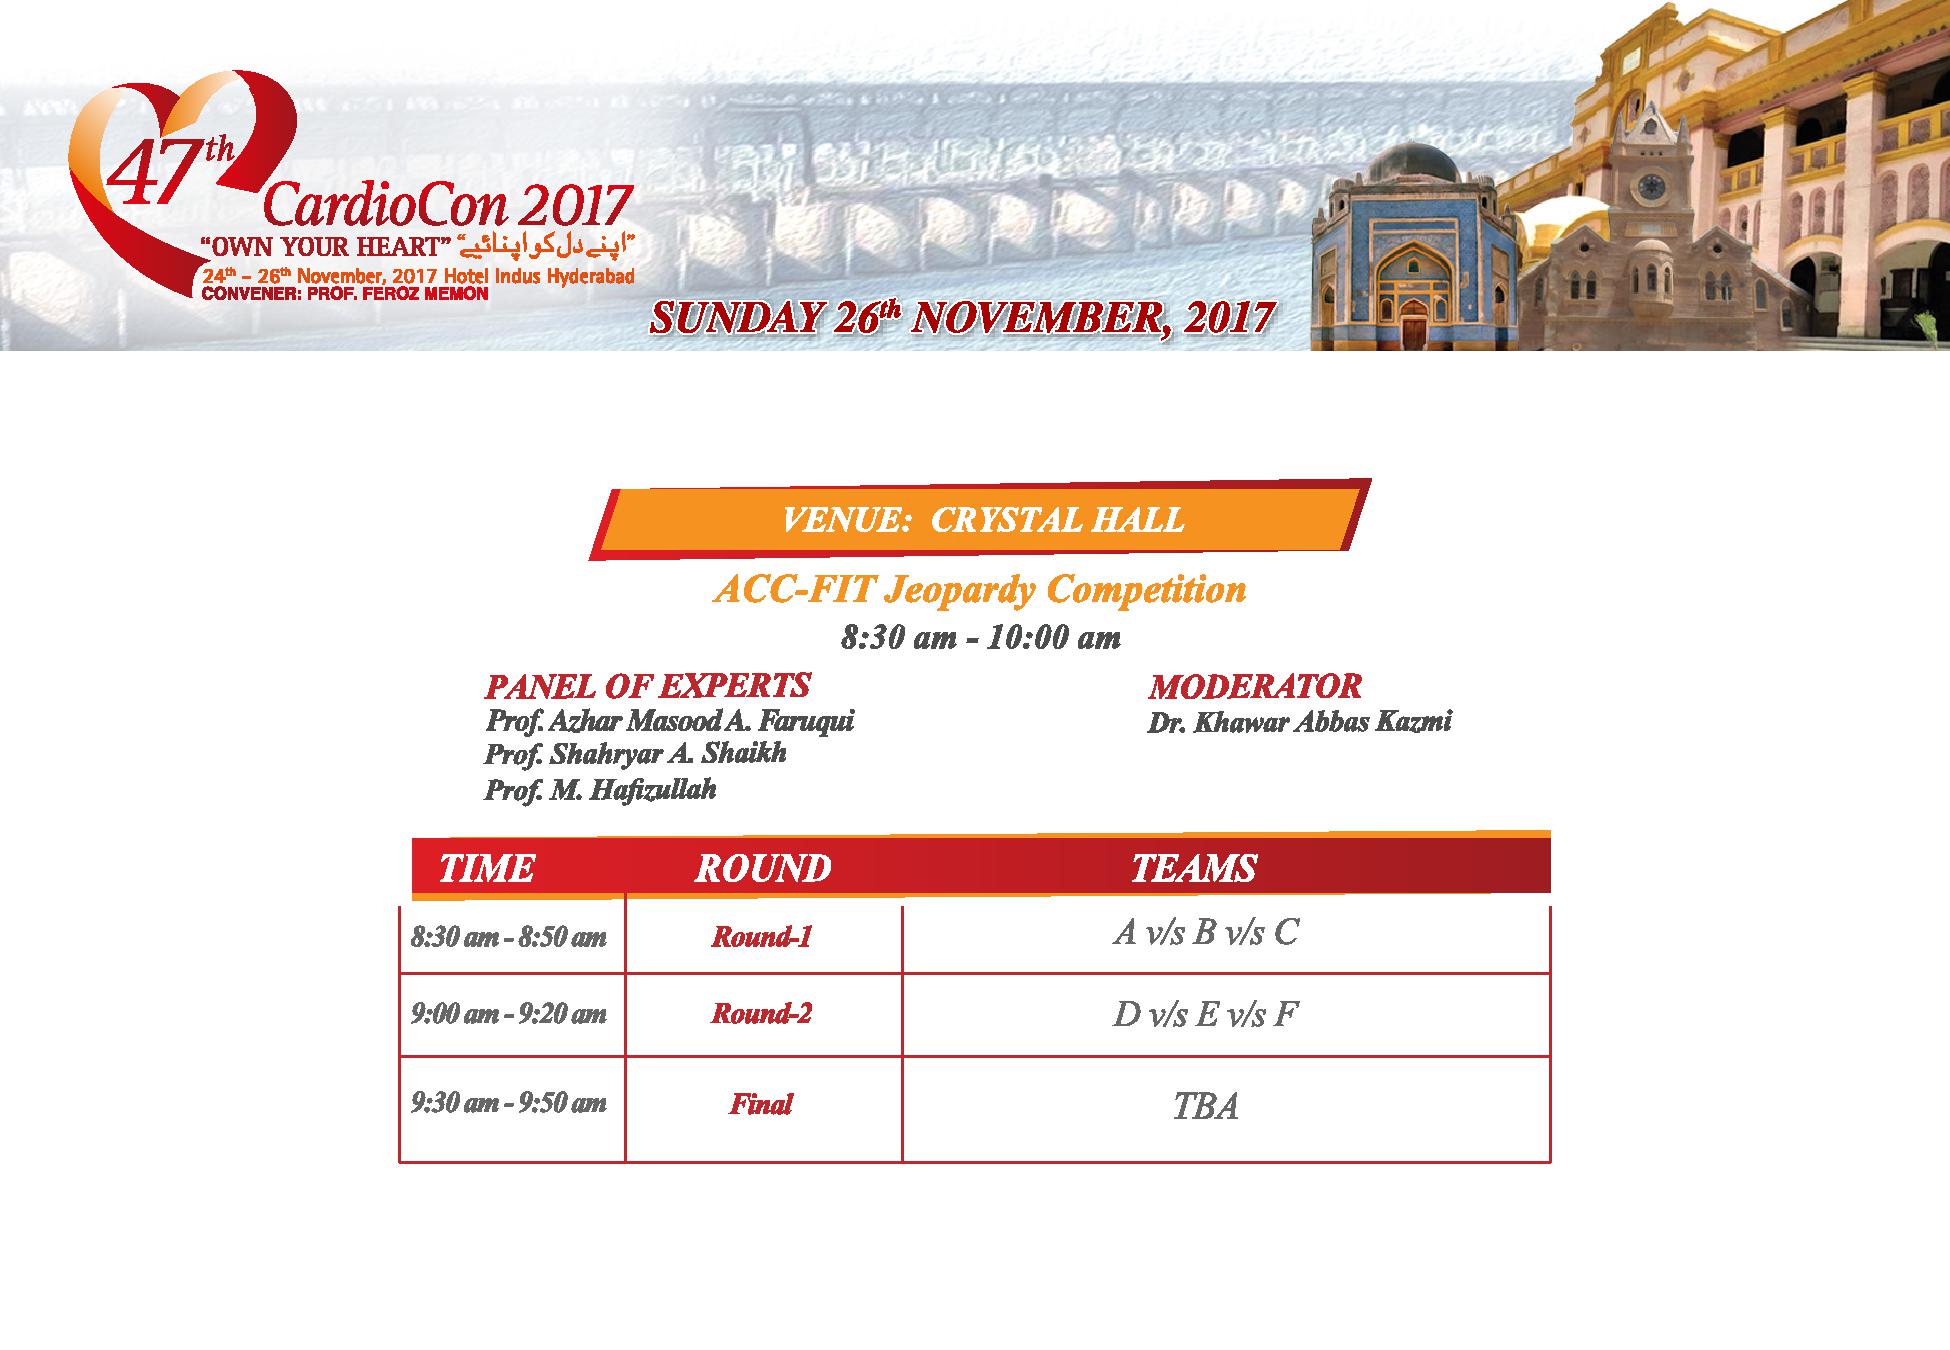 47th
CardioCon 2017
“OWN YOUR HEART” “اپنے دل کو اپنائیے”
24th – 26th November, 2017 Hotel Indus Hyderabad
CONVENER: PROF. FEROZ MEMON
SUNDAY 26th NOVEMBER, 2017
VENUE: CRYSTAL HALL
ACC-FIT Jeopardy Competition
8:30 am - 10:00 am
PANEL OF EXPERTS
Prof. Azhar Masood A. Faruqui
Prof. Shahryar A. Shaikh
Prof. M. Hafizullah
MODERATOR
Dr. Khawar Abbas Kazmi
TIME ROUND TEAMS
8:30 am - 8:50 am Round-1 A v/s B v/s C
9:00 am - 9:20 am Round-2 D v/s E v/s F
9:30 am - 9:50 am Final TBA